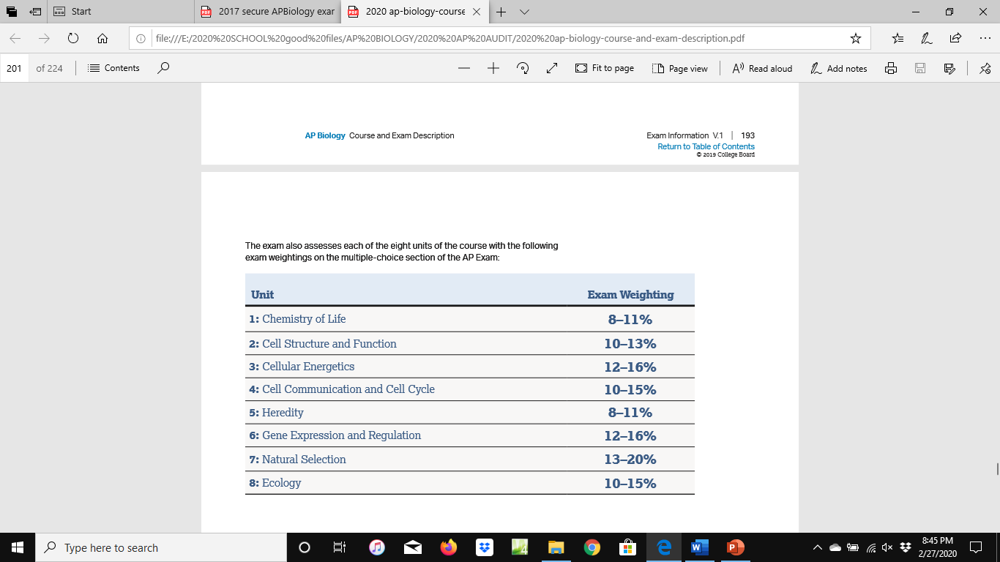 Start
2017 secure APBiology exar
2020 ap-biology-course
file:///E:/2020%20SCHOOL%20good%20files/AP%20BIOLOGY/2020%20AP%20AUDIT/2020%20ap-biology-course-and-exam-description.pdf
201 of 224 Contents Fit to page Page view Read aloud Add notes
AP Biology Course and Exam Description
Exam Information V.1 | 193
Return to Table of Contents
© 2019 College Board
The exam also assesses each of the eight units of the course with the following
exam weightings on the multiple-choice section of the AP Exam:
Unit Exam Weighting
1: Chemistry of Life 8–11%
2: Cell Structure and Function 10–13%
3: Cellular Energetics 12–16%
4: Cell Communication and Cell Cycle 10–15%
5: Heredity 8–11%
6: Gene Expression and Regulation 12–16%
7: Natural Selection 13–20%
8: Ecology 10–15%
Type here to search
8:45 PM
2/27/2020